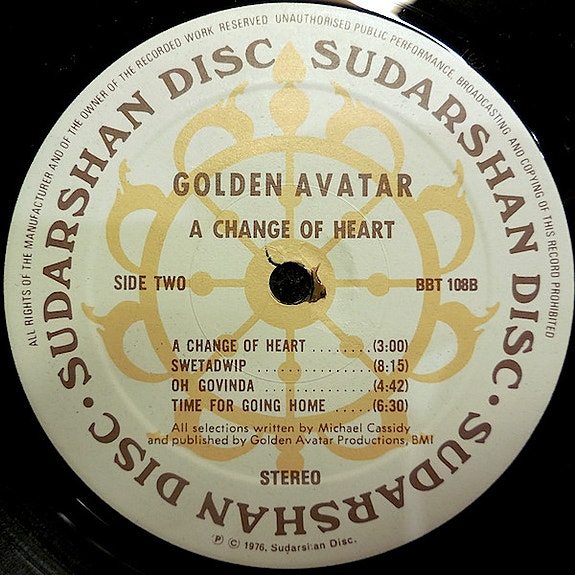 ALL RIGHTS OF THE MANUFACTURER AND OF THE OWNER OF THE RECORDED WORK RESERVED UNAUTHORISED PUBLIC PERFORMANCE, BROADCASTING AND COPYING OF THIS RECORD PROHIBITED
SUDARSHAN DISC SUDARSHAN DISC · SUDARSHAN DISC ·
GOLDEN AVATAR
A CHANGE OF HEART
SIDE TWO
BBT 108B
A CHANGE OF HEART ........(3:00)
SWETADWIP ................(8:15)
OH GOVINDA ................(4:42)
TIME FOR GOING HOME .....(6:30)
All selections written by Michael Cassidy
and published by Golden Avatar Productions, BMI
STEREO
Ⓟ © 1976, Sudarshan Disc.